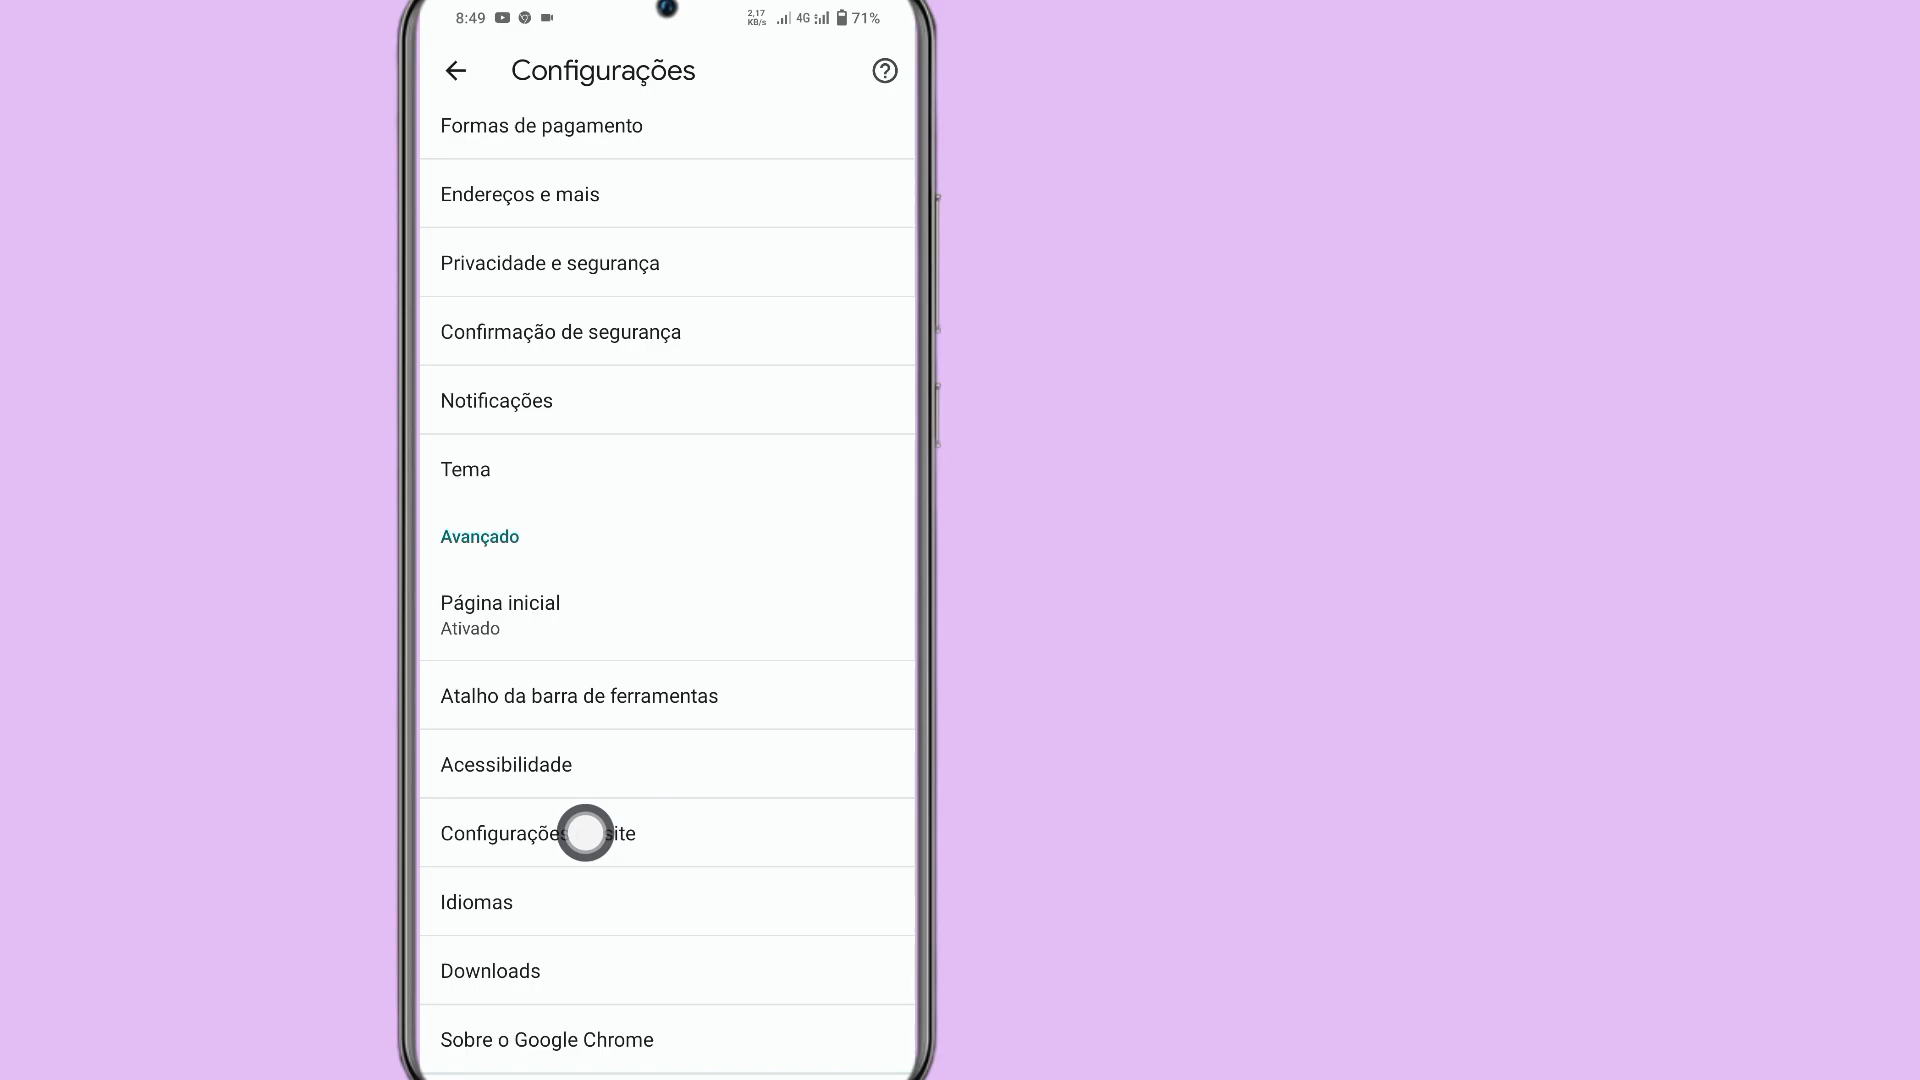 8:49
2,17
KB/s
4G
71%
Configurações
Formas de pagamento
Endereços e mais
Privacidade e segurança
Confirmação de segurança
Notificações
Tema
Avançado
Página inicial
Ativado
Atalho da barra de ferramentas
Acessibilidade
Configurações site
Idiomas
Downloads
Sobre o Google Chrome